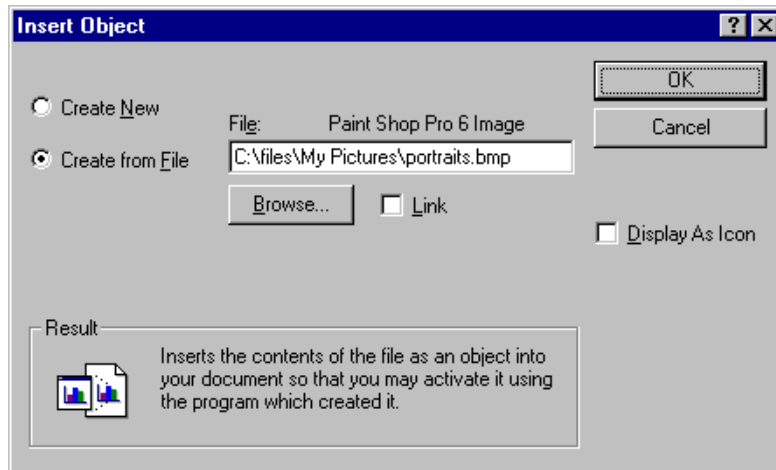 Insert Object
OK
Create New
File: Paint Shop Pro 6 Image
Cancel
Create from File
C:\files\My Pictures\portraits.bmp
Browse...
Link
Display As Icon
Result
Inserts the contents of the file as an object into
your document so that you may activate it using
the program which created it.